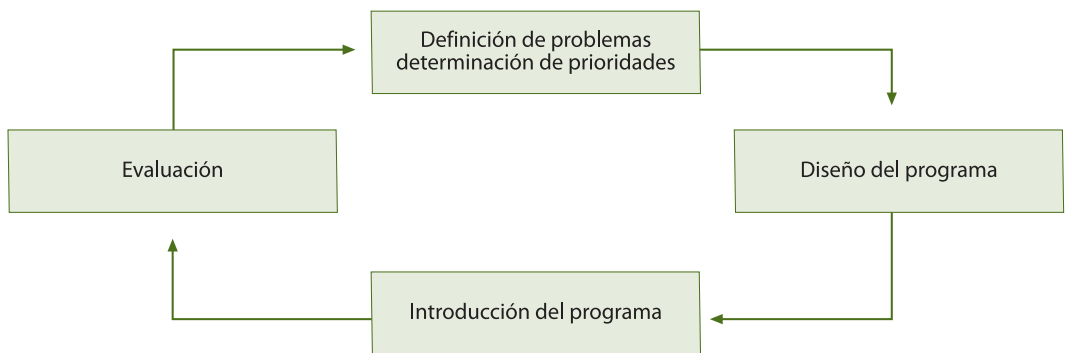 Definición de problemas
determinación de prioridades
Evaluación
Diseño del programa
Introducción del programa